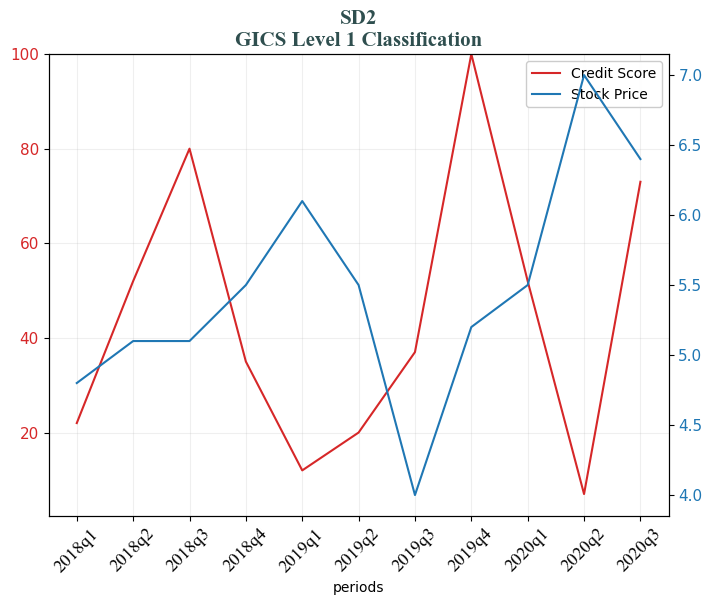 SD2
GICS Level 1 Classification
Credit Score
Stock Price
100
80
60
40
20
7.0
6.5
6.0
5.5
5.0
4.5
4.0
2018q1
2018q2
2018q3
2018q4
2019q1
2019q2
2019q3
2019q4
2020q1
2020q2
2020q3
periods